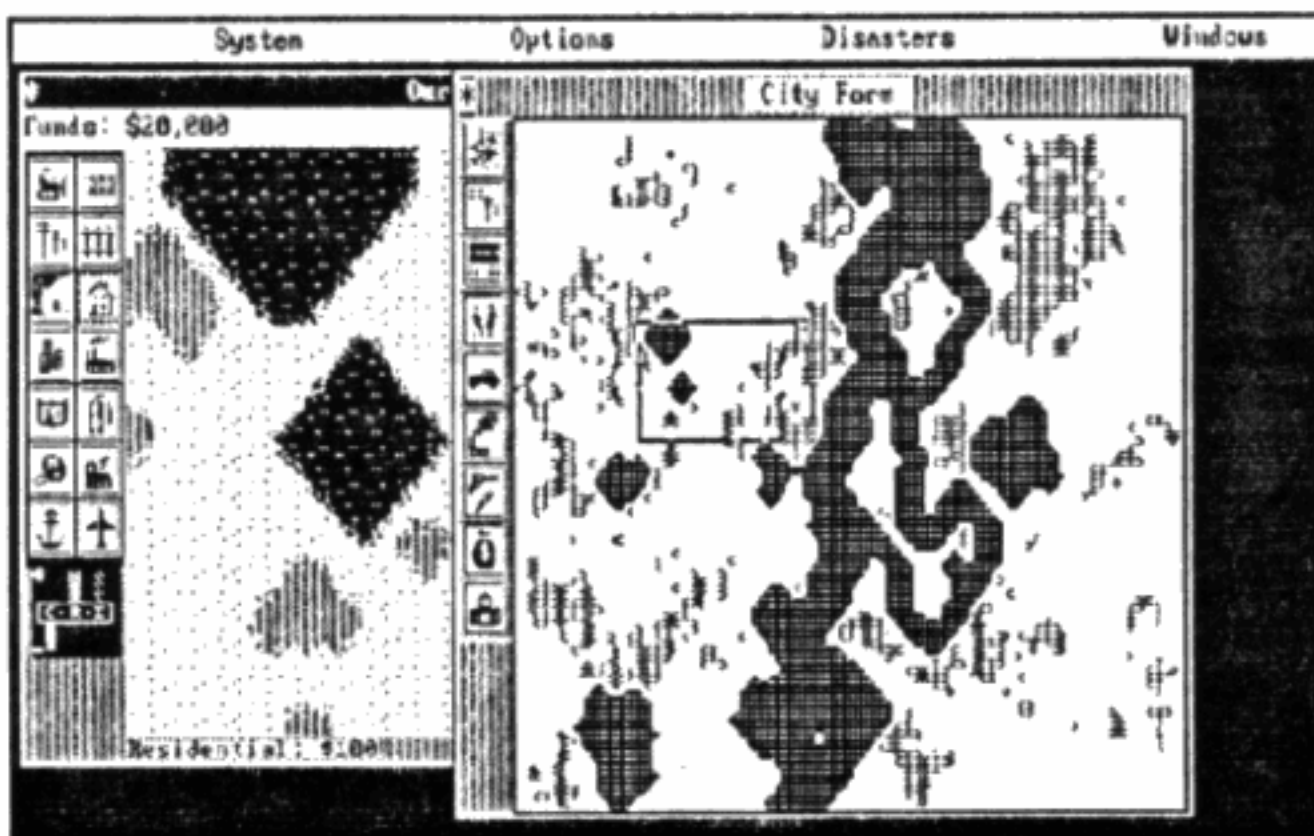 System Options Disasters Windows
City Form
Funds: $20,000
Residential: $100